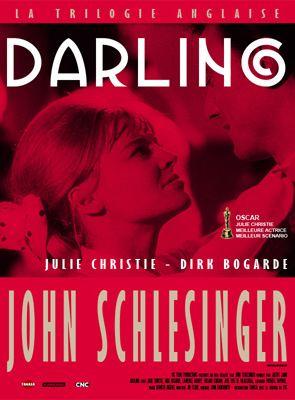 LA TRILOGIE ANGLAISE
DARLING
OSCAR
JULIE CHRISTIE
MEILLEURE ACTRICE
MEILLEUR SCENARIO
JULIE CHRISTIE - DIRK BOGARDE
JOHN SCHLESINGER
CNC